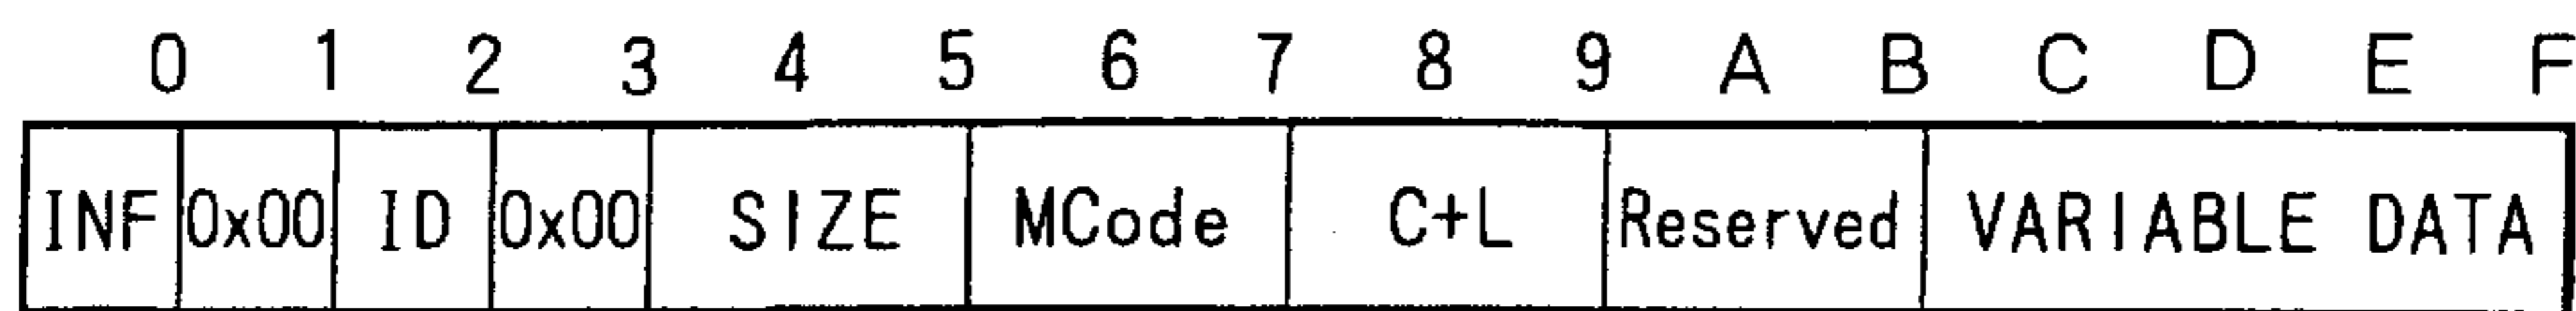 0 1 2 3 4 5 6 7 8 9 A B C D E F
INF 0x00 ID 0x00 SIZE MCode C+L Reserved VARIABLE DATA